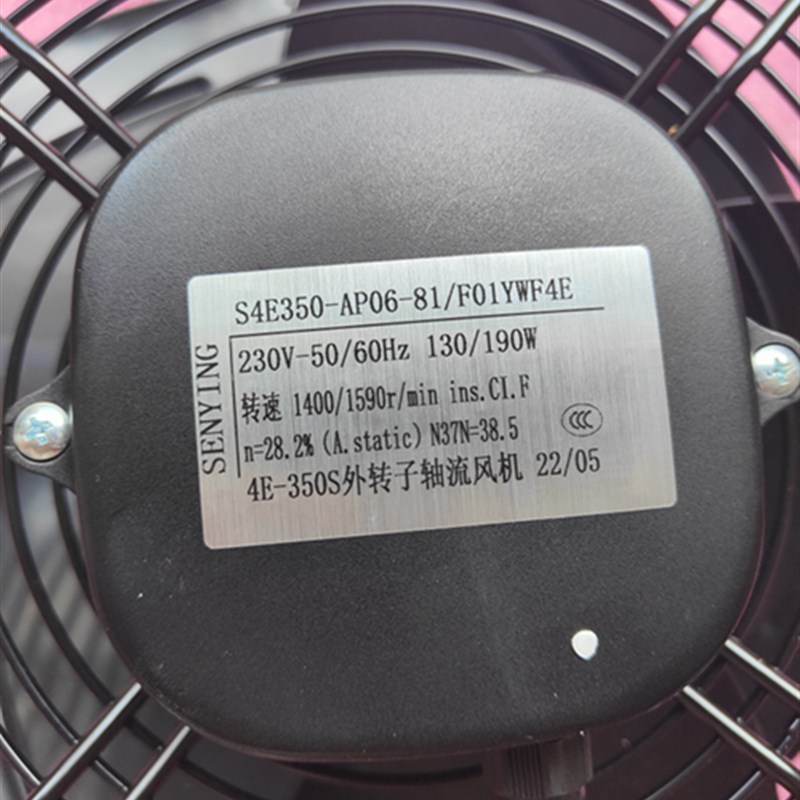 S4E350-AP06-81/F01YWF4E
SENYING
230V-50/60Hz 130/190W
转速 1400/1590r/min ins.CI.F
n=28.2% (A.static) N37N=38.5
CCC
4E-350S外转子轴流风机 22/05